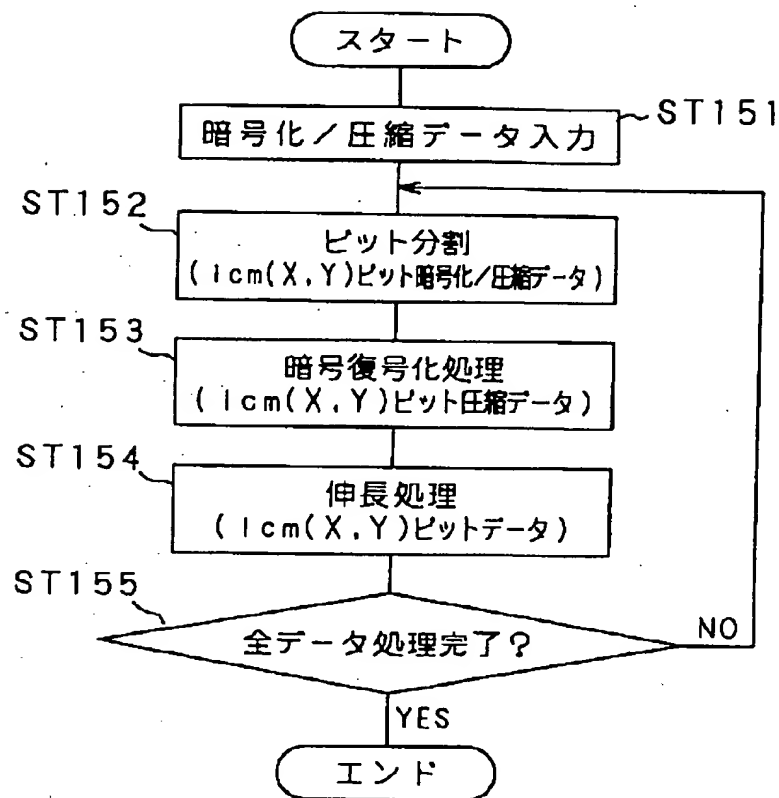 スタート
ST151
暗号化／圧縮データ入力
ST152
ビット分割
(lcm(X,Y)ビット暗号化／圧縮データ)
ST153
暗号復号化処理
(lcm(X,Y)ビット圧縮データ)
ST154
伸長処理
(lcm(X,Y)ビットデータ)
ST155
全データ処理完了？
NO
YES
エンド